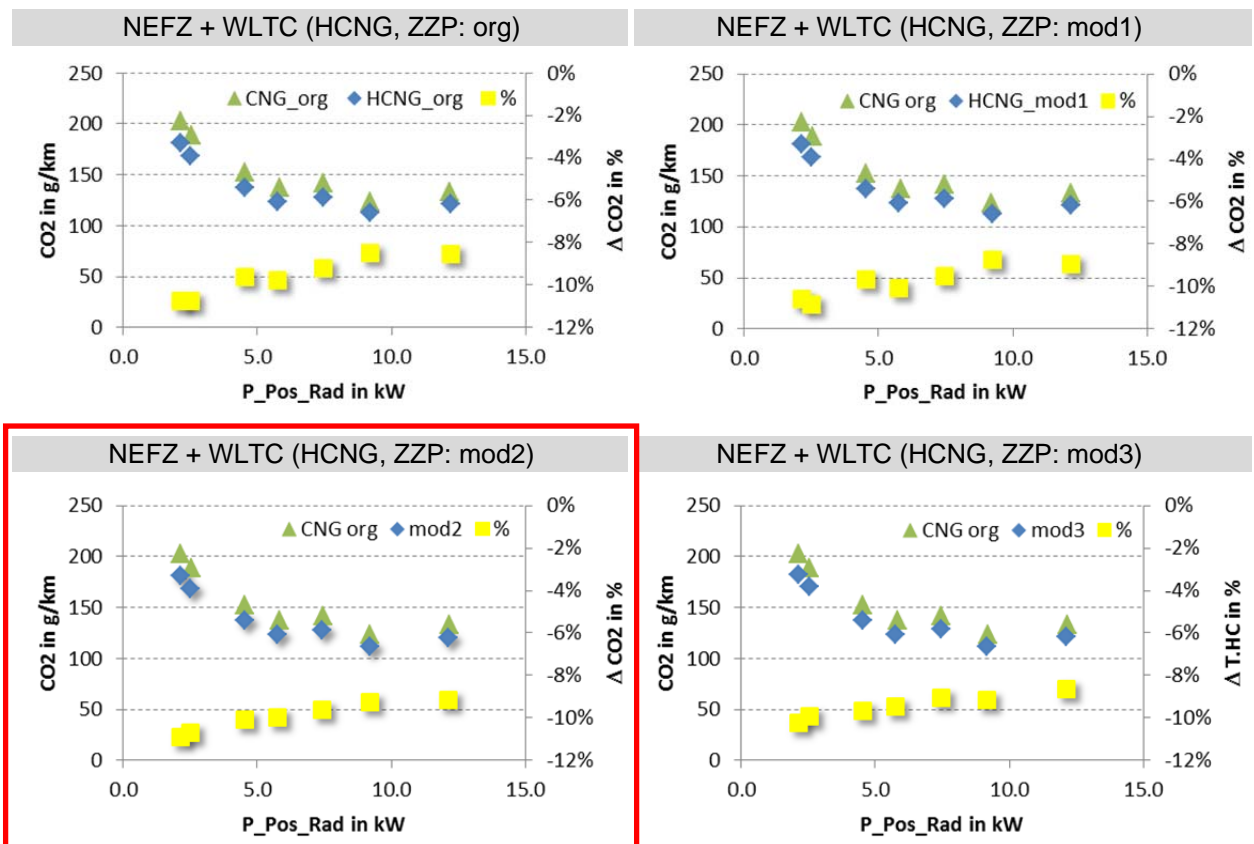 NEFZ + WLTC (HCNG, ZZP: org)
250
200
150
100
50
0
CO2 in g/km
CNG_org HCNG_org %
0%
-2%
-4%
-6%
-8%
-10%
-12%
Δ CO2 in %
0.0 5.0 10.0 15.0
P_Pos_Rad in kW
NEFZ + WLTC (HCNG, ZZP: mod1)
250
200
150
100
50
0
CO2 in g/km
CNG org HCNG_mod1 %
0%
-2%
-4%
-6%
-8%
-10%
-12%
Δ CO2 in %
0.0 5.0 10.0 15.0
P_Pos_Rad in kW
NEFZ + WLTC (HCNG, ZZP: mod2)
250
200
150
100
50
0
CO2 in g/km
CNG org mod2 %
0%
-2%
-4%
-6%
-8%
-10%
-12%
Δ CO2 in %
0.0 5.0 10.0 15.0
P_Pos_Rad in kW
NEFZ + WLTC (HCNG, ZZP: mod3)
250
200
150
100
50
0
CO2 in g/km
CNG org mod3 %
0%
-2%
-4%
-6%
-8%
-10%
-12%
Δ T.HC in %
0.0 5.0 10.0 15.0
P_Pos_Rad in kW